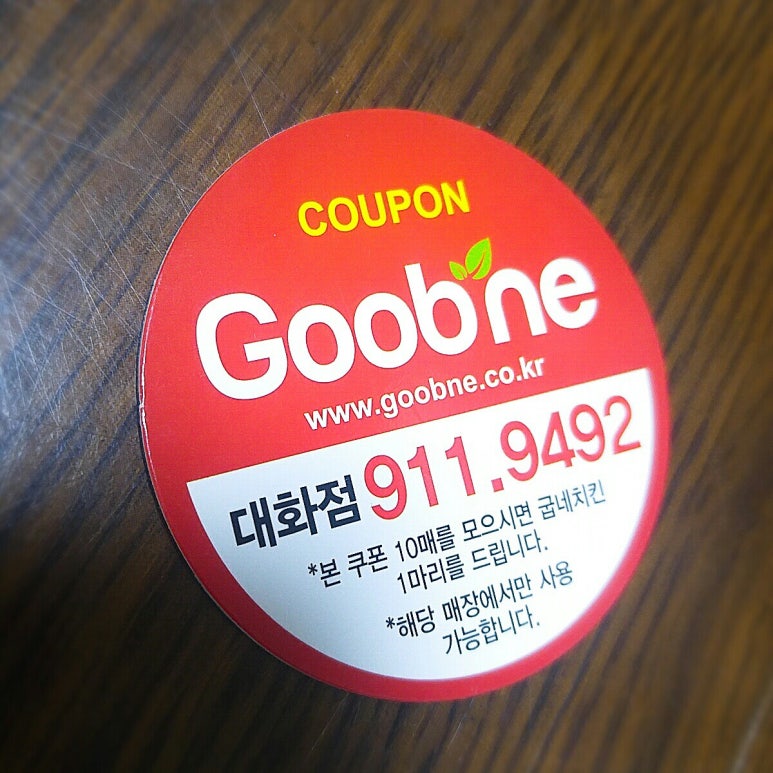 COUPON
Goobne
www.goobne.co.kr
대화점 911.9492
*본 쿠폰 10매를 모으시면 굽네치킨
1마리를 드립니다.
*해당 매장에서만 사용
가능합니다.